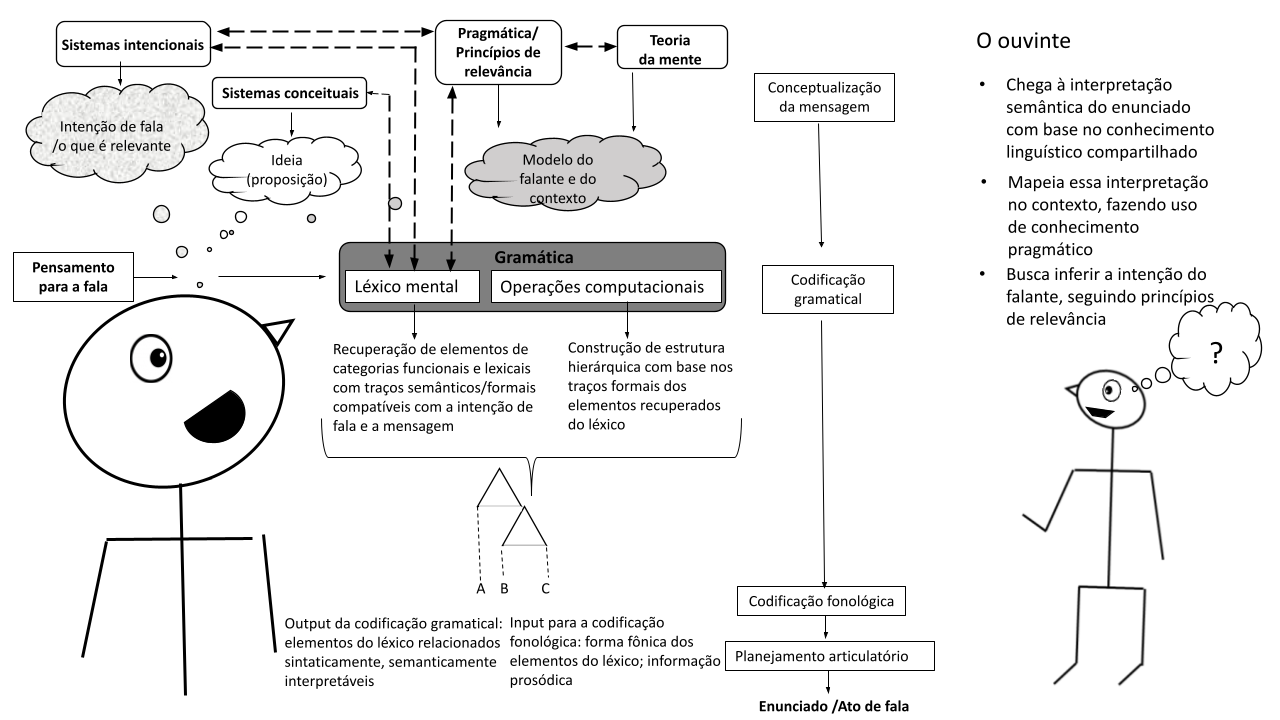 Sistemas intencionais
Pragmática/
Princípios de
relevância
Teoria
da mente
Sistemas conceituais
Intenção de fala
/o que é relevante
Ideia
(proposição)
Modelo do
falante e do
contexto
Pensamento
para a fala
Gramática
Léxico mental
Operações computacionais
Recuperação de elementos de
categorias funcionais e lexicais
com traços semânticos/formais
compatíveis com a intenção de
fala e a mensagem
Construção de estrutura
hierárquica com base nos
traços formais dos
elementos recuperados
do léxico
A B C
Output da codificação gramatical:
elementos do léxico relacionados
sintaticamente, semanticamente
interpretáveis
Input para a codificação
fonológica: forma fônica dos
elementos do léxico; informação
prosódica
Conceptualização
da mensagem
Codificação
gramatical
Codificação fonológica
Planejamento articulatório
Enunciado /Ato de fala
O ouvinte
• Chega à interpretação
semântica do enunciado
com base no conhecimento
linguístico compartilhado
• Mapeia essa interpretação
no contexto, fazendo uso
de conhecimento
pragmático
• Busca inferir a intenção do
falante, seguindo princípios
de relevância
?